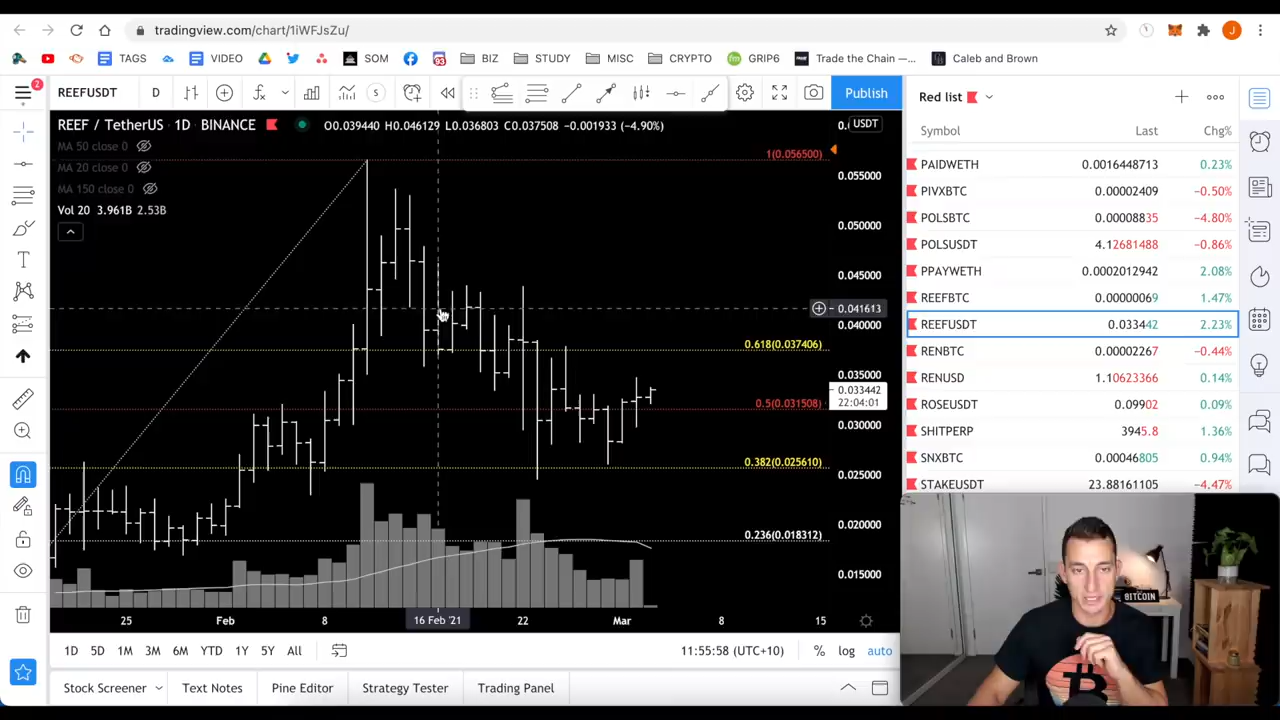 tradingview.com/chart/1iWFJsZu/
J
TAGS VIDEO SOM 93 BIZ STUDY MISC CRYPTO GRIP6 Trade the Chain —... Caleb and Brown
2 REEFUSDT D S Publish Red list
REEF / TetherUS · 1D · BINANCE O0.039440 H0.046129 L0.036803 C0.037508 −0.001933 (−4.90%) 0. USDT
Symbol Last Chg%
MA 50 close 0
MA 20 close 0
MA 150 close 0
Vol 20 3.961B 2.53B
1(0.056500)
0.055000
0.050000
0.045000
0.041613
0.040000
0.618(0.037406)
0.035000
0.033442
22:04:01
0.5(0.031508)
0.030000
0.382(0.025610)
0.025000
0.020000
0.236(0.018312)
0.015000
25 Feb 8 16 Feb '21 22 Mar 8 15
PAIDWETH 0.0016448713 0.23%
PIVXBTC 0.00002409 −0.50%
POLSBTC 0.00008835 −4.80%
POLSUSDT 4.12681488 −0.86%
PPAYWETH 0.0002012942 2.08%
REEFBTC 0.00000069 1.47%
REEFUSDT 0.033442 2.23%
RENBTC 0.00002267 −0.44%
RENUSD 1.10623366 0.14%
ROSEUSDT 0.09902 0.09%
SHITPERP 3945.8 1.36%
SNXBTC 0.00046805 0.94%
STAKEUSDT 23.88161105 −4.47%
BITCOIN
1D 5D 1M 3M 6M YTD 1Y 5Y All 11:55:58 (UTC+10) % log auto
Stock Screener Text Notes Pine Editor Strategy Tester Trading Panel